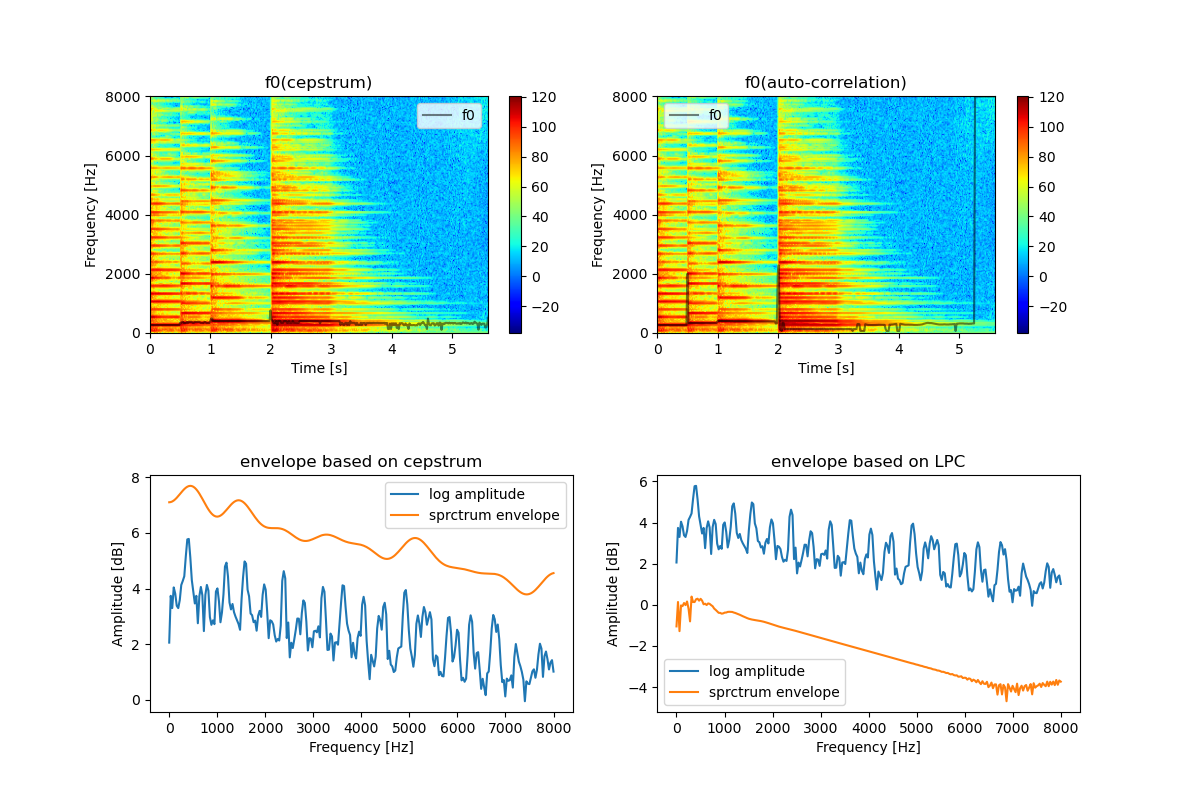 f0(cepstrum)
f0
8000
6000
4000
2000
0
Frequency [Hz]
0 1 2 3 4 5
Time [s]
120
100
80
60
40
20
0
−20
f0(auto-correlation)
f0
8000
6000
4000
2000
0
Frequency [Hz]
0 1 2 3 4 5
Time [s]
120
100
80
60
40
20
0
−20
envelope based on cepstrum
log amplitude
sprctrum envelope
8
6
4
2
0
Amplitude [dB]
0 1000 2000 3000 4000 5000 6000 7000 8000
Frequency [Hz]
envelope based on LPC
6
4
2
0
−2
−4
Amplitude [dB]
log amplitude
sprctrum envelope
0 1000 2000 3000 4000 5000 6000 7000 8000
Frequency [Hz]